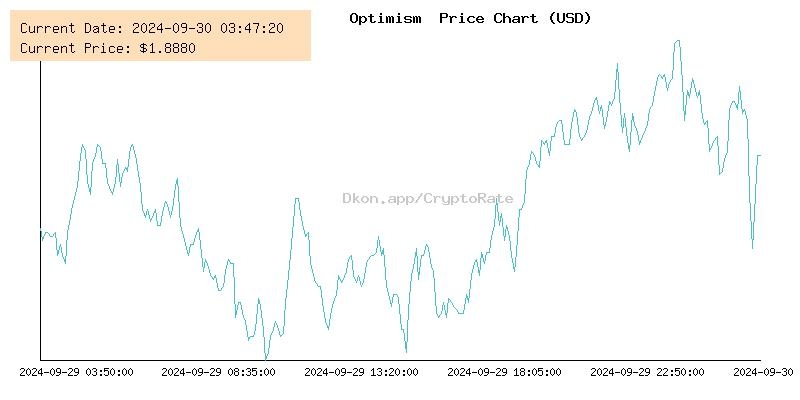 Optimism  Price Chart (USD)
Current Date: 2024-09-30 03:47:20
Current Price: $1.8880
Dkon.app/CryptoRate
2024-09-29 03:50:00 2024-09-29 08:35:00 2024-09-29 13:20:00 2024-09-29 18:05:00 2024-09-29 22:50:00 2024-09-30